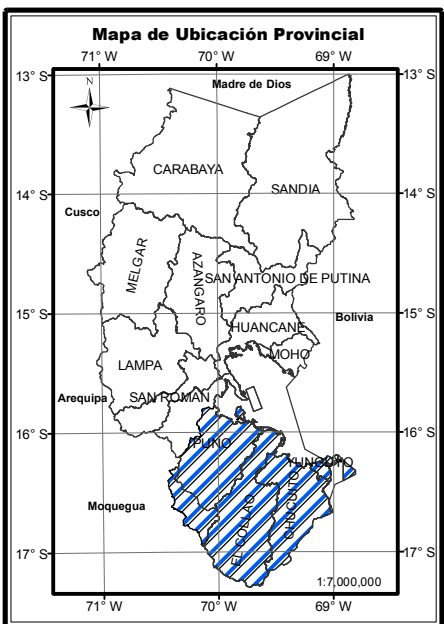 Mapa de Ubicación Provincial
71° W 70° W 69° W
13° S 13° S
N
Madre de Dios
CARABAYA
SANDIA
14° S 14° S
Cusco
MELGAR
AZANGARO
SAN ANTONIO DE PUTINA
15° S 15° S
HUANCANE
Bolivia
MOHO
LAMPA
Arequipa
SAN ROMAN
PUNO
16° S 16° S
YUNGUYO
Moquegua
EL COLLAO
CHUCUITO
17° S 17° S
1:7,000,000
71° W 70° W 69° W